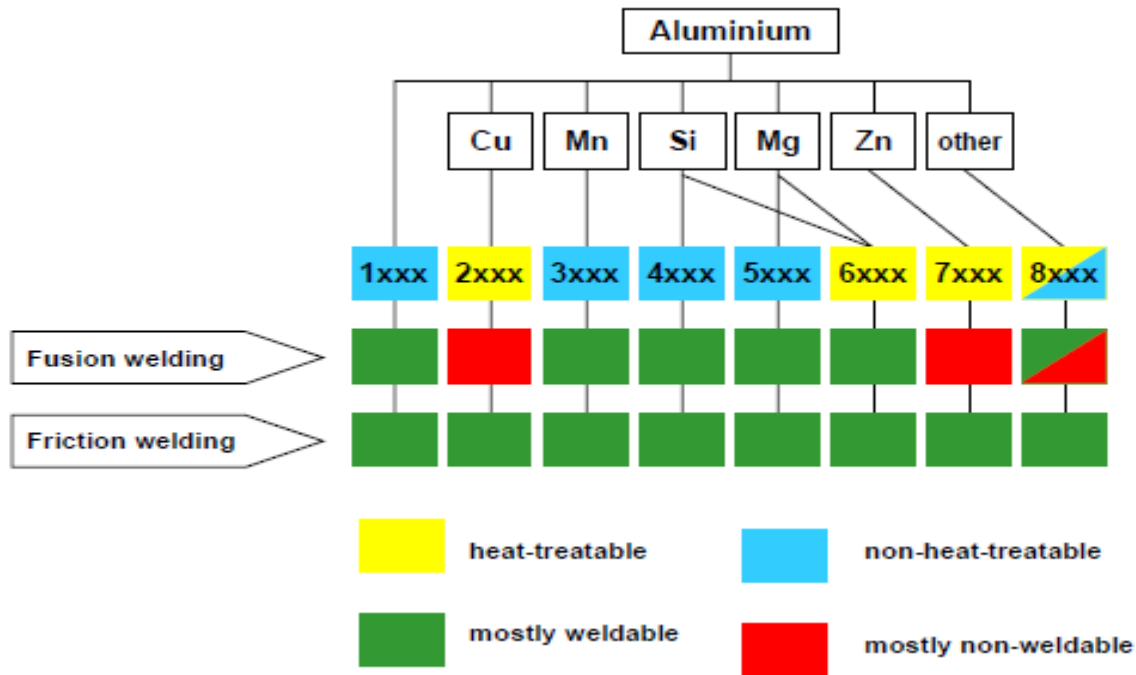 Aluminium
Cu Mn Si Mg Zn other
1xxx 2xxx 3xxx 4xxx 5xxx 6xxx 7xxx 8xxx
Fusion welding
Friction welding
heat-treatable
non-heat-treatable
mostly weldable
mostly non-weldable